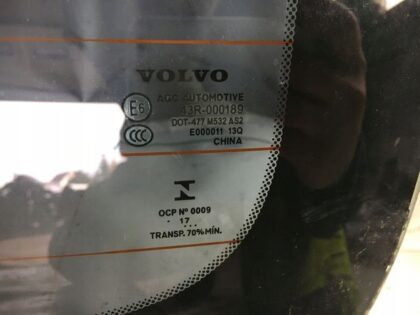 VOLVO
AGC AUTOMOTIVE
E6 43R-000189
DOT-477 M532 AS2
CCC E000011 13Q
CHINA
OCP Nº 0009
. 17 ...
TRANSP. 70% MÍN.